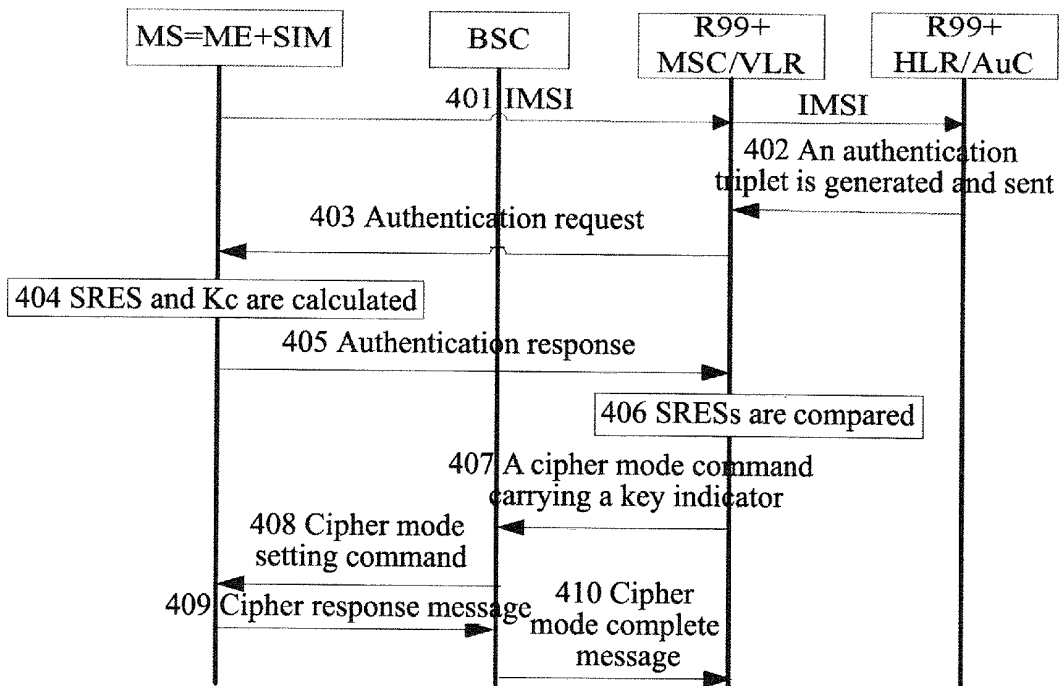 MS=ME+SIM
BSC
R99+
MSC/VLR
R99+
HLR/AuC
401 IMSI
IMSI
402 An authentication
triplet is generated and sent
403 Authentication request
404 SRES and Kc are calculated
405 Authentication response
406 SRESs are compared
407 A cipher mode command
carrying a key indicator
408 Cipher mode
setting command
409 Cipher response message
410 Cipher
mode complete
message